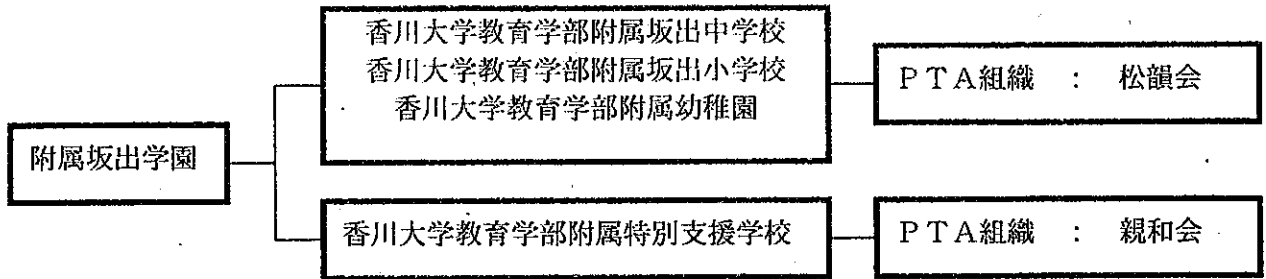 附属坂出学園
香川大学教育学部附属坂出中学校
香川大学教育学部附属坂出小学校
香川大学教育学部附属幼稚園
ＰＴＡ組織　：　松韻会
香川大学教育学部附属特別支援学校
ＰＴＡ組織　：　親和会